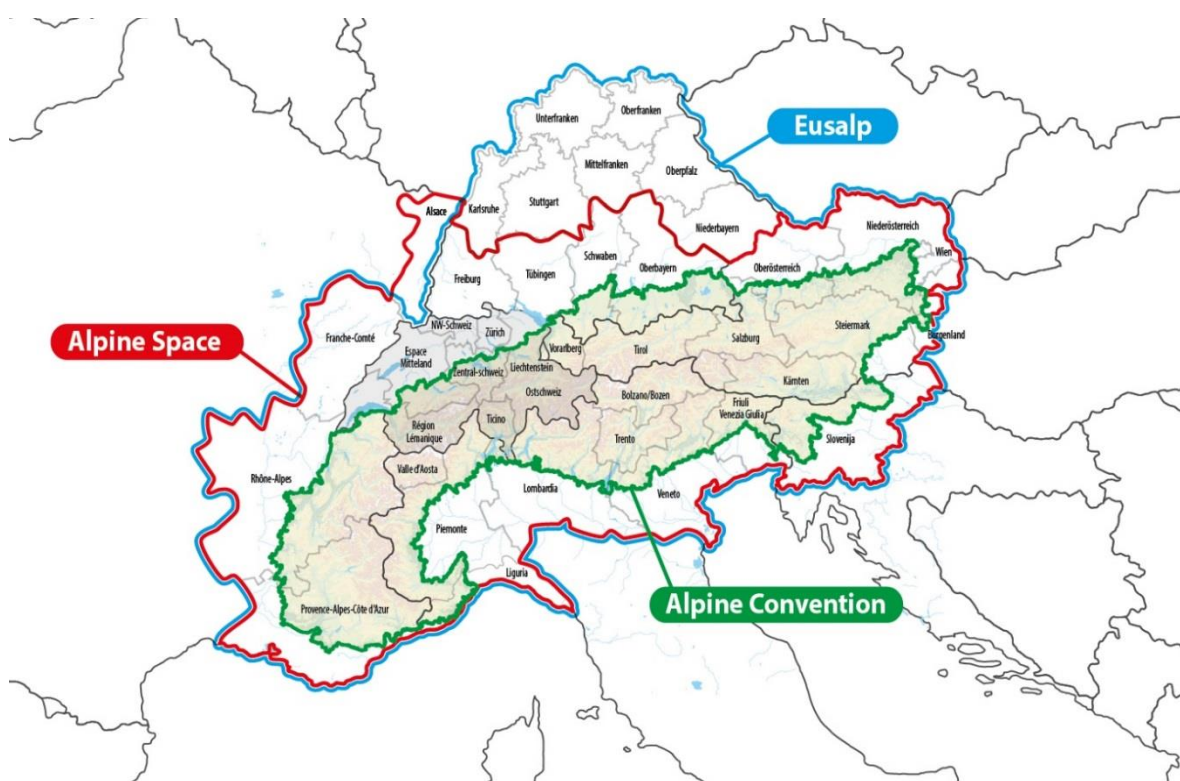 Unterfranken
Oberfranken
Eusalp
Mittelfranken
Oberpfalz
Alsace
Karlsruhe
Stuttgart
Niederbayern
Niederösterreich
Wien
Schwaben
Oberbayern
Oberösterreich
Freiburg
Tübingen
Alpine Space
Franche-Comté
NW-Schweiz
Zürich
Espace
Mitteland
Vorarlberg
Tirol
Salzburg
Steiermark
Burgenland
Zentral-schweiz
Liechtenstein
Ostschweiz
Bolzano/Bozen
Kärnten
Région
Lémanique
Ticino
Friuli
Venezia Giulia
Trento
Slovenija
Rhône-Alpes
Valle d'Aosta
Lombardia
Veneto
Piemonte
Liguria
Provence-Alpes-Côte d'Azur
Alpine Convention